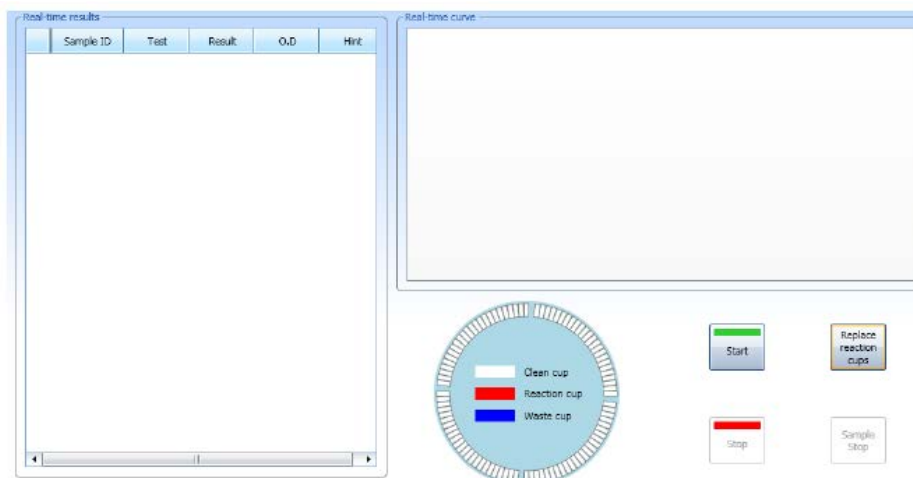 Real-time results
Sample ID Test Result O.D Hint
Real-time curve
Clean cup
Reaction cup
Waste cup
Start
Replace
reaction
cups
Stop
Sample
Stop